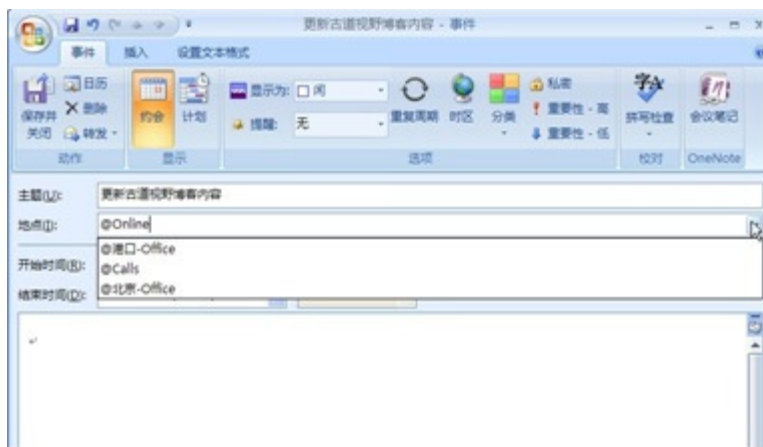 更新古道视野博客内容 - 事件
事件 插入 设置文本格式
保存并关闭
日历
删除
转发
动作
约会
计划
显示
显示为: 闲
提醒: 无
重复周期
时区
分类
私密
重要性 - 高
重要性 - 低
选项
拼写检查
校对
会议笔记
OneNote
主题(U): 更新古道视野博客内容
地点(I): @Online
@港口-Office
@Calls
@北京-Office
开始时间(R):
结束时间(D):